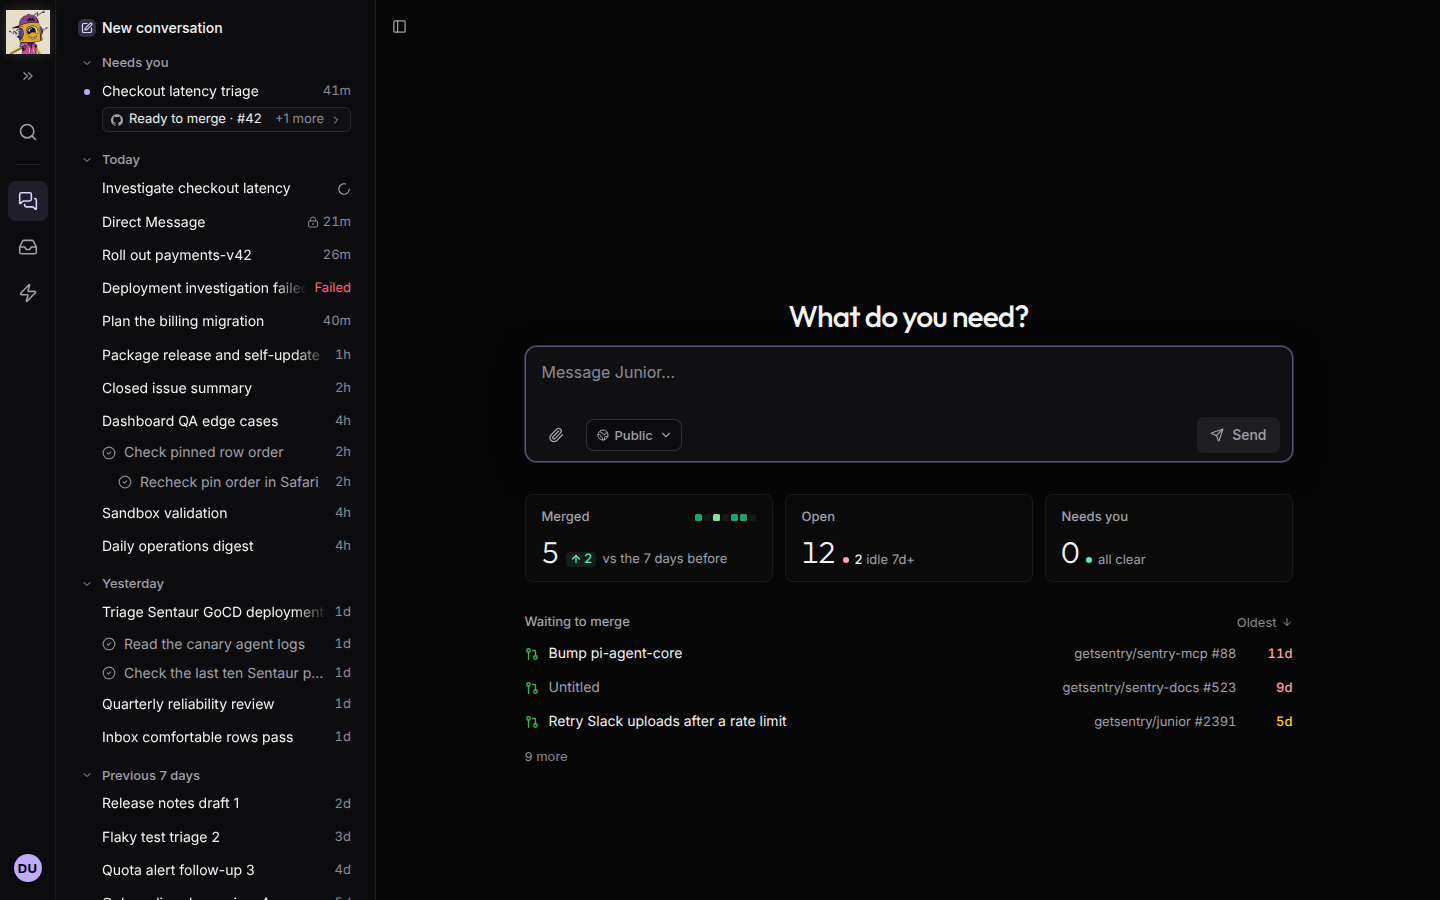 New conversation
Needs you
Checkout latency triage 41m
Ready to merge · #42 +1 more
Today
Investigate checkout latency
Direct Message 21m
Roll out payments-v42 26m
Deployment investigation failed Failed
Plan the billing migration 40m
Package release and self-update 1h
Closed issue summary 2h
Dashboard QA edge cases 4h
Check pinned row order 2h
Recheck pin order in Safari 2h
Sandbox validation 4h
Daily operations digest 4h
Yesterday
Triage Sentaur GoCD deployment 1d
Read the canary agent logs 1d
Check the last ten Sentaur p... 1d
Quarterly reliability review 1d
Inbox comfortable rows pass 1d
Previous 7 days
Release notes draft 1 2d
Flaky test triage 2 3d
Quota alert follow-up 3 4d
DU
What do you need?
Message Junior...
Public
Send
Merged
5 2 vs the 7 days before
Open
12 2 idle 7d+
Needs you
0 all clear
Waiting to merge Oldest
Bump pi-agent-core getsentry/sentry-mcp #88 11d
Untitled getsentry/sentry-docs #523 9d
Retry Slack uploads after a rate limit getsentry/junior #2391 5d
9 more